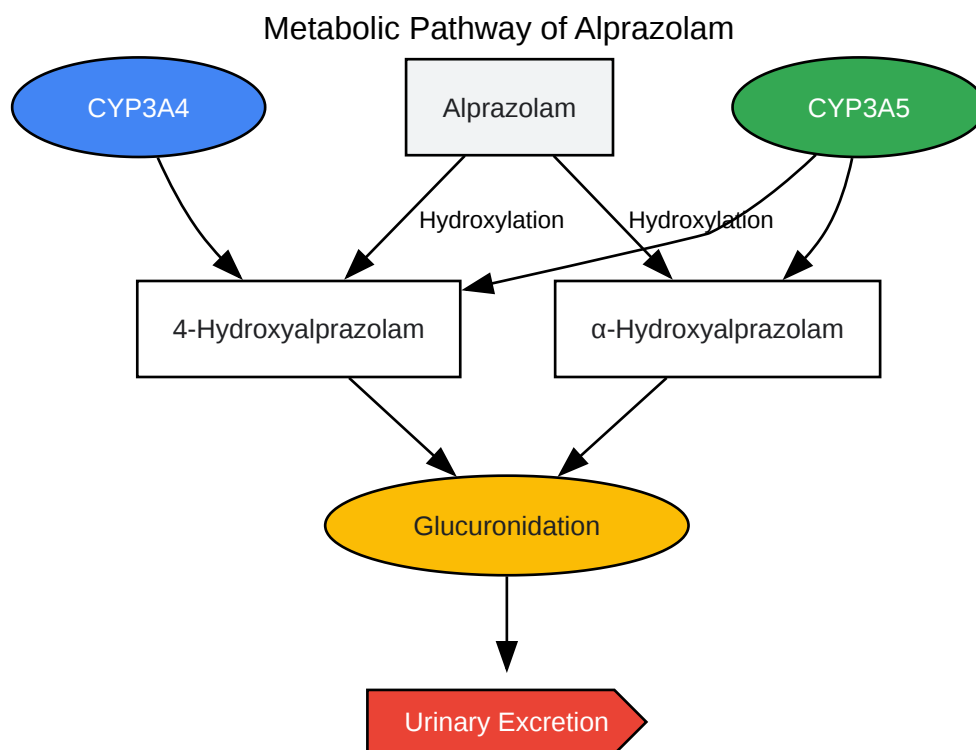 Metabolic Pathway of Alprazolam
CYP3A4
Alprazolam
CYP3A5
Hydroxylation
Hydroxylation
4-Hydroxyalprazolam
α-Hydroxyalprazolam
Glucuronidation
Urinary Excretion